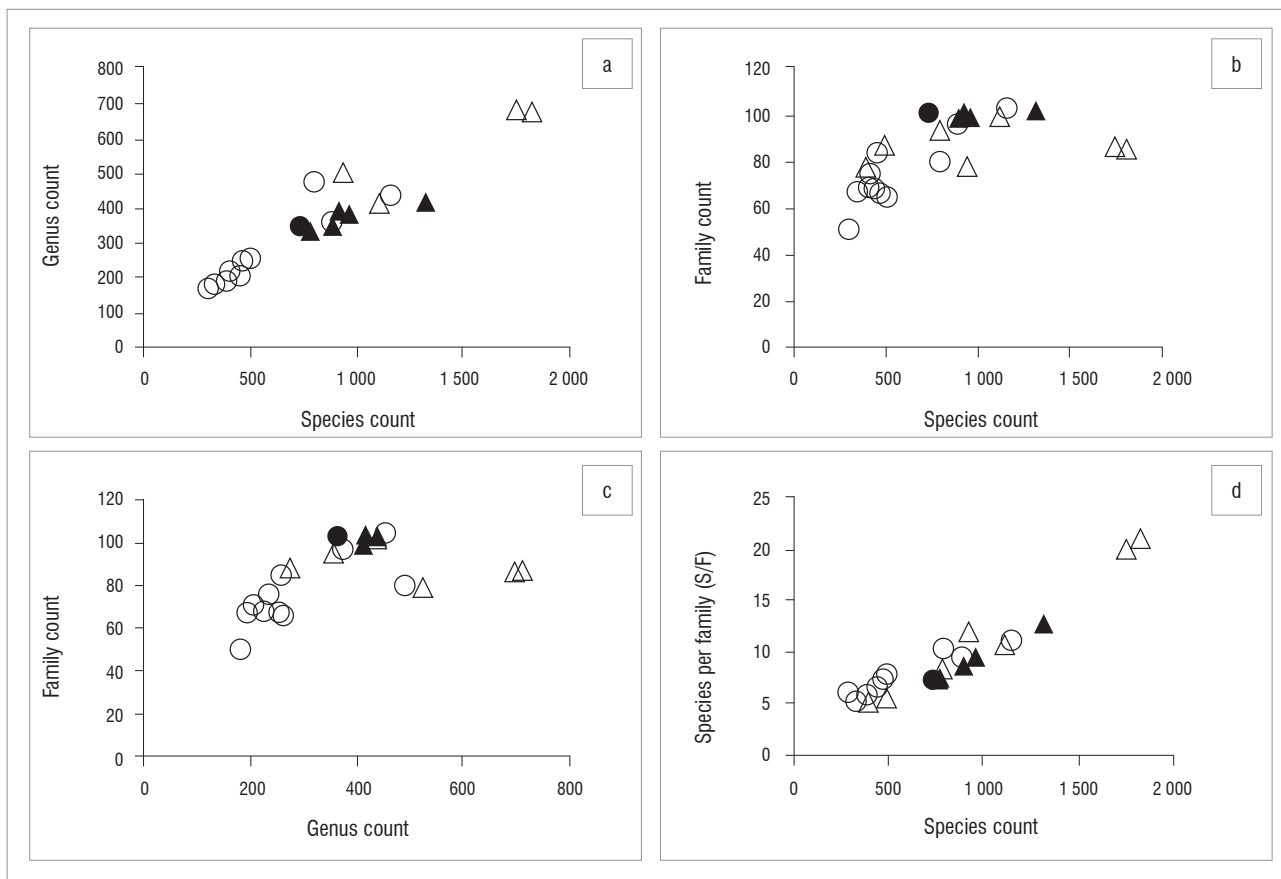 a
800
700
600
500
400
300
200
100
0
Genus count
0 500 1 000 1 500 2 000
Species count
b
120
100
80
60
40
20
0
Family count
0 500 1 000 1 500 2 000
Species count
c
120
100
80
60
40
20
0
Family count
0 200 400 600 800
Genus count
d
25
20
15
10
5
0
Species per family (S/F)
0 500 1 000 1 500 2 000
Species count